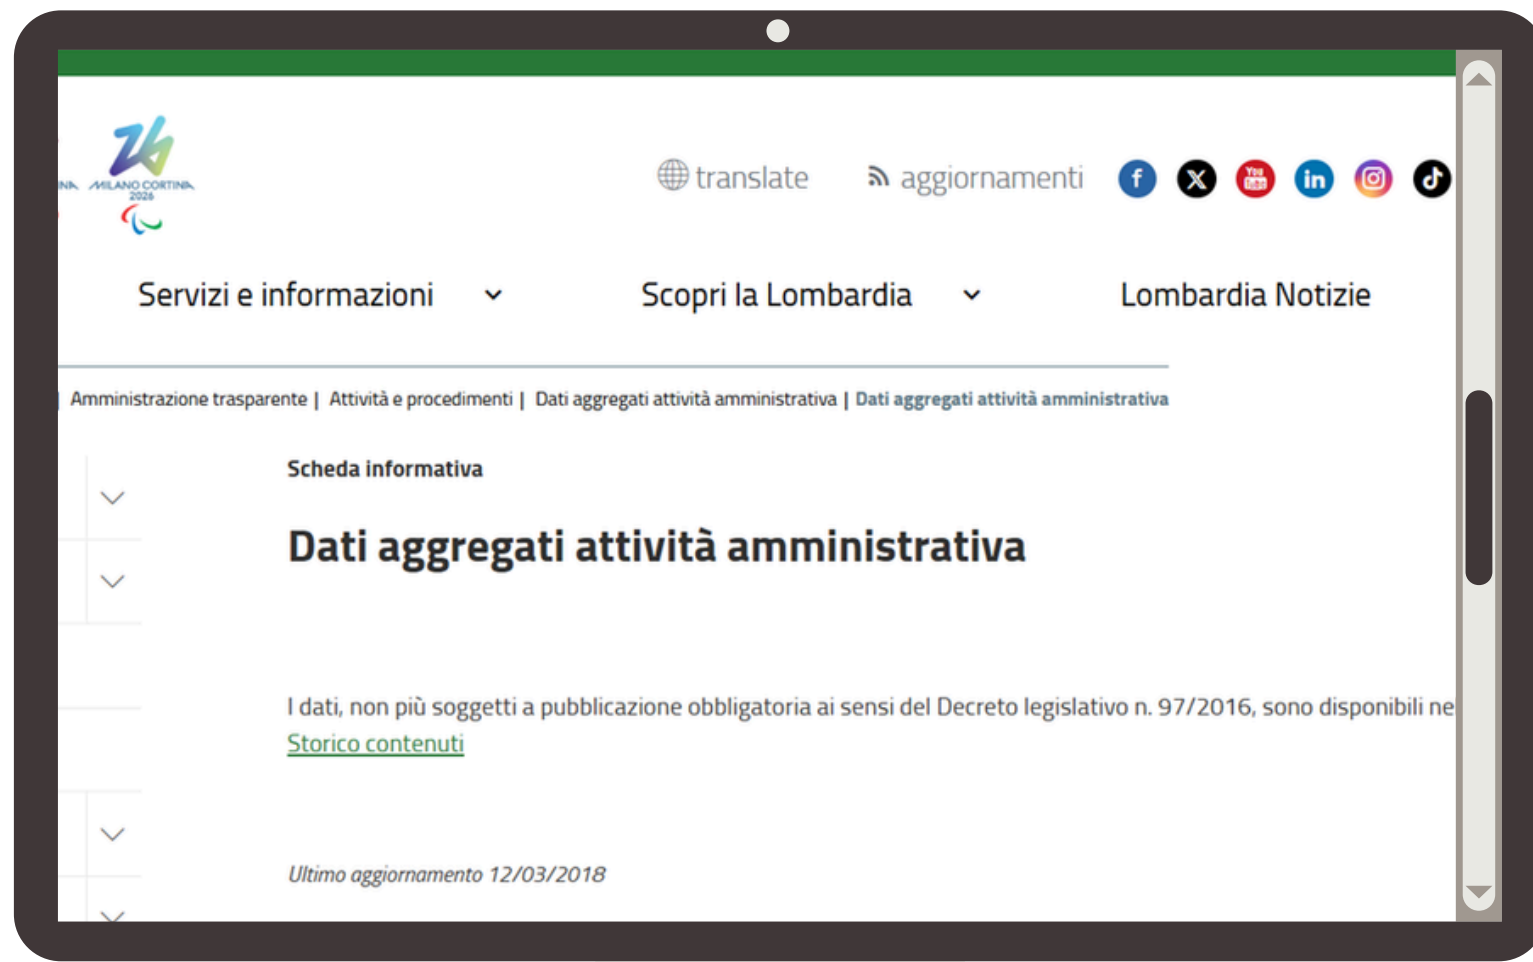 MILANO CORTINA
2026
translate
aggiornamenti
Servizi e informazioni
Scopri la Lombardia
Lombardia Notizie
| Amministrazione trasparente | Attività e procedimenti | Dati aggregati attività amministrativa | Dati aggregati attività amministrativa
Scheda informativa
Dati aggregati attività amministrativa
I dati, non più soggetti a pubblicazione obbligatoria ai sensi del Decreto legislativo n. 97/2016, sono disponibili ne
Storico contenuti
Ultimo aggiornamento 12/03/2018